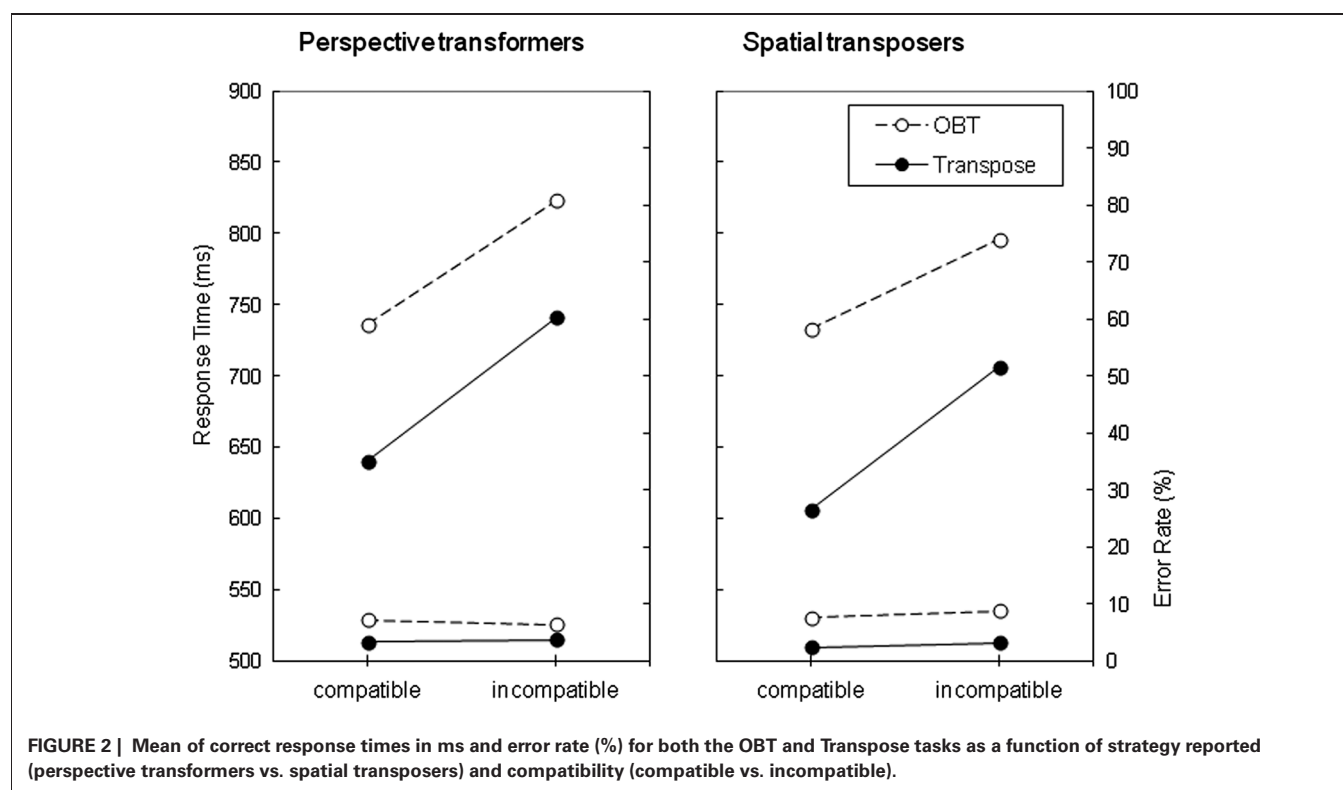 Perspective transformers
Spatial transposers
900
850
800
750
700
650
600
550
500
Response Time (ms)
compatible
incompatible
OBT
Transpose
100
90
80
70
60
50
40
30
20
10
0
Error Rate (%)
compatible
incompatible
FIGURE 2 | Mean of correct response times in ms and error rate (%) for both the OBT and Transpose tasks as a function of strategy reported
(perspective transformers vs. spatial transposers) and compatibility (compatible vs. incompatible).